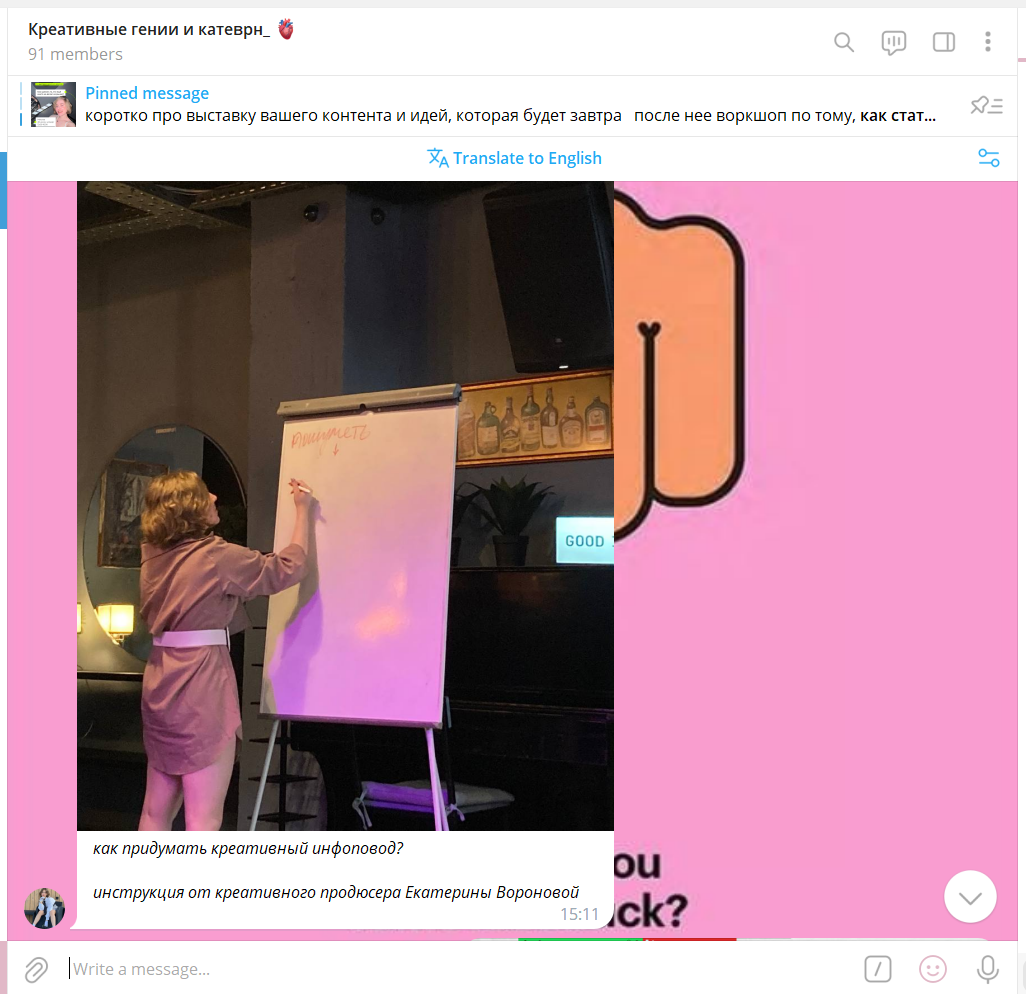 Креативные гении и катеврн_
91 members
Pinned message
коротко про выставку вашего контента и идей, которая будет завтра после нее воркшоп по тому, как стат...
Translate to English
GOOD
как придумать креативный инфоповод?
инструкция от креативного продюсера Екатерины Вороновой
15:11
ou
ick?
Write a message...